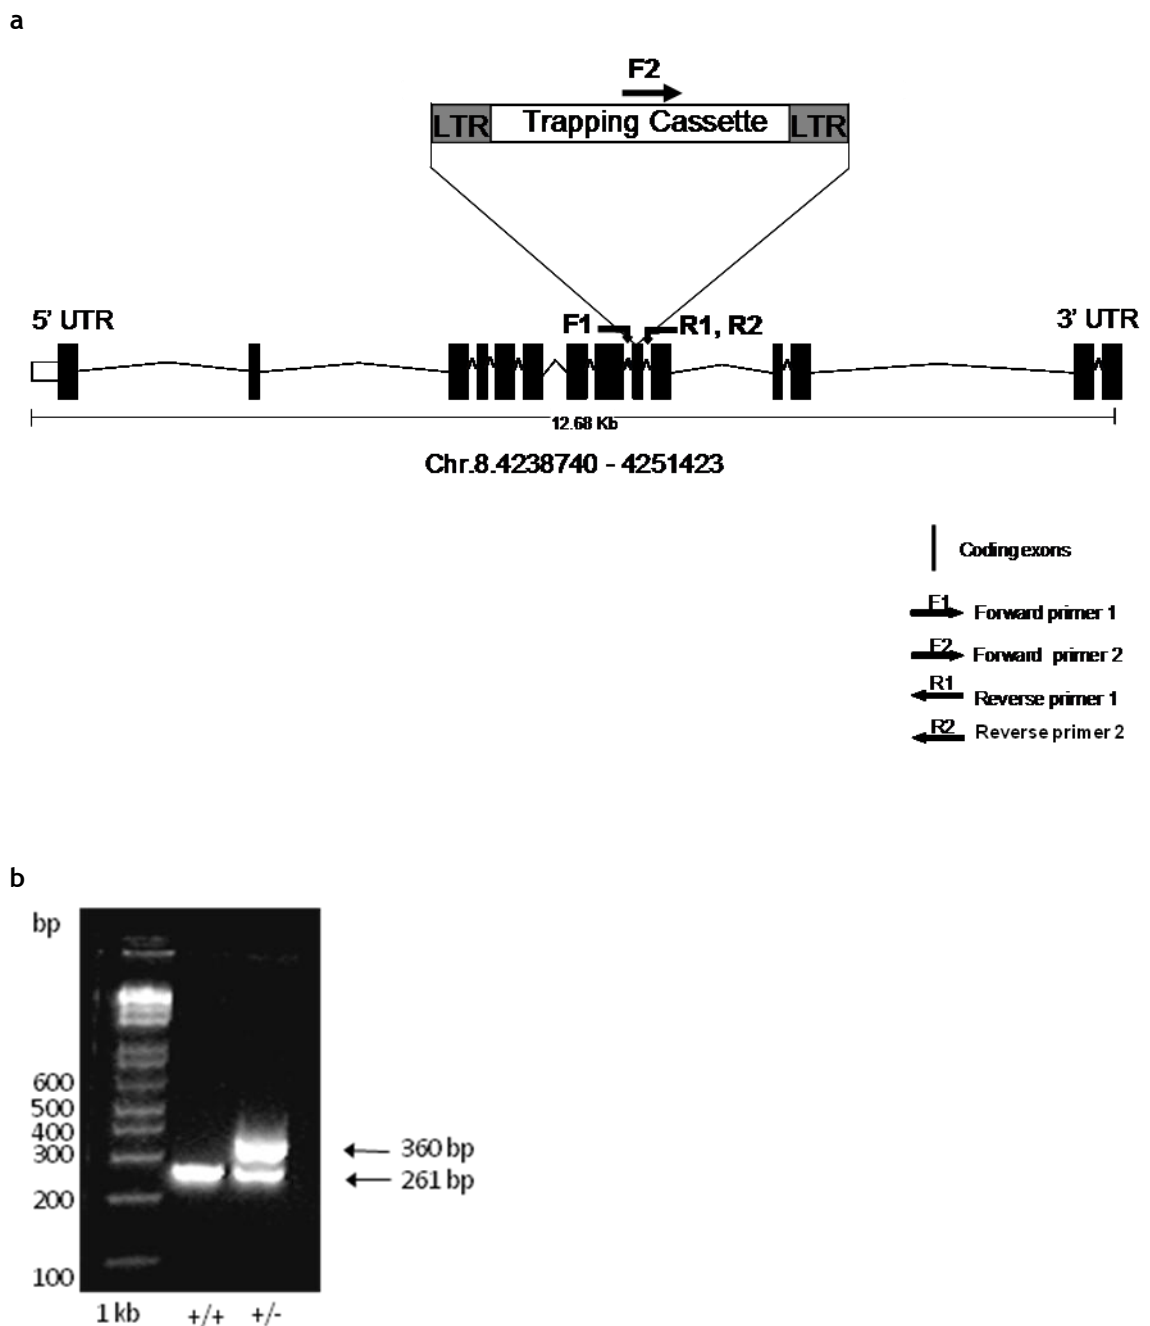 a
F2
LTR Trapping Cassette LTR
5' UTR F1 R1, R2 3' UTR
12.68 Kb
Chr.8.4238740 - 4251423
Coding exons
F1 Forward primer 1
F2 Forward primer 2
R1 Reverse primer 1
R2 Reverse primer 2
b
bp
600
500
400
300
200
100
360 bp
261 bp
1 kb +/+ +/-